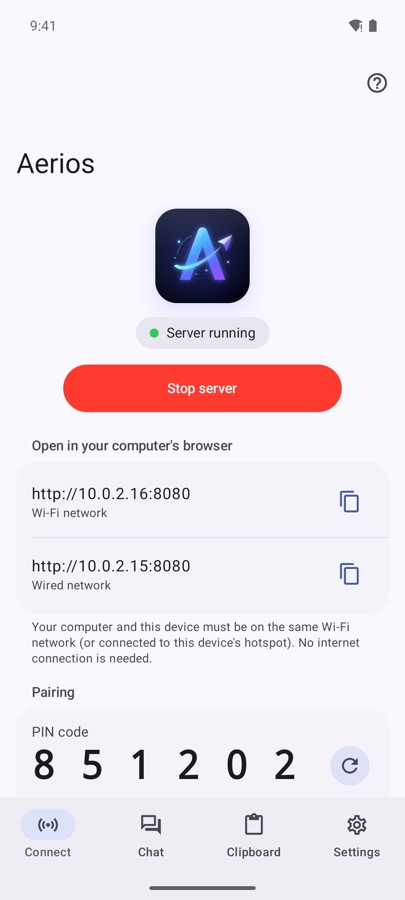 9:41
Aerios
Server running
Stop server
Open in your computer's browser
http://10.0.2.16:8080
Wi-Fi network
http://10.0.2.15:8080
Wired network
Your computer and this device must be on the same Wi-Fi
network (or connected to this device's hotspot). No internet
connection is needed.
Pairing
PIN code
8 5 1 2 0 2
Connect
Chat
Clipboard
Settings